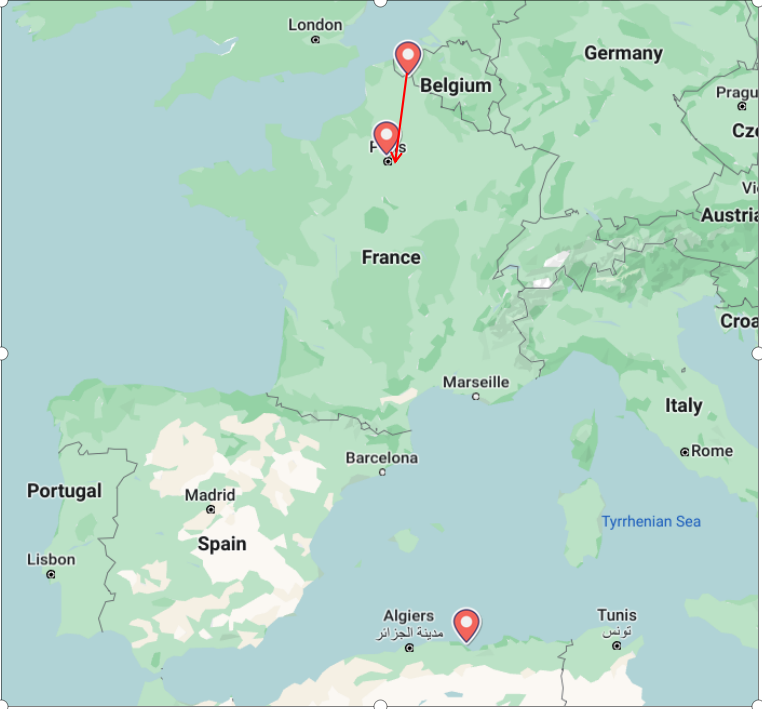 London
Germany
Belgium
Pragu
Cze
Vi
Austria
France
Croa
Marseille
Italy
Rome
Barcelona
Portugal
Madrid
Tyrrhenian Sea
Spain
Lisbon
Algiers
مدينة الجزائر
Tunis
تونس